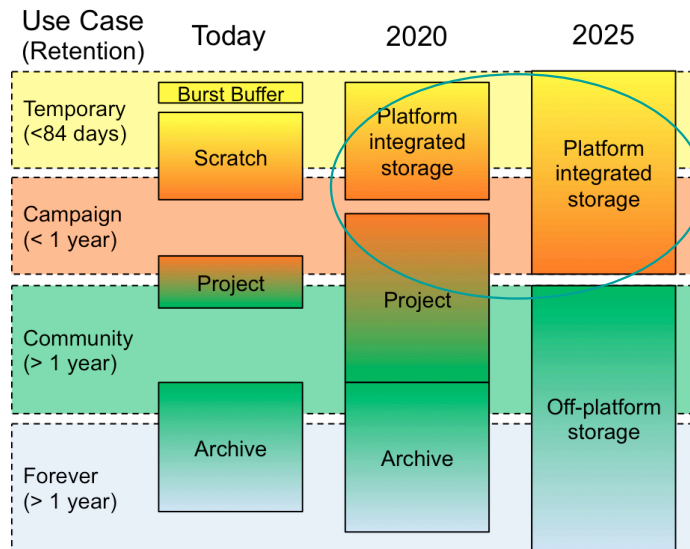 Use Case
(Retention)
Today
2020
2025
Temporary
(<84 days)
Burst Buffer
Scratch
Platform
integrated
storage
Platform
integrated
storage
Campaign
(< 1 year)
Project
Project
Community
(> 1 year)
Archive
Archive
Off-platform
storage
Forever
(> 1 year)